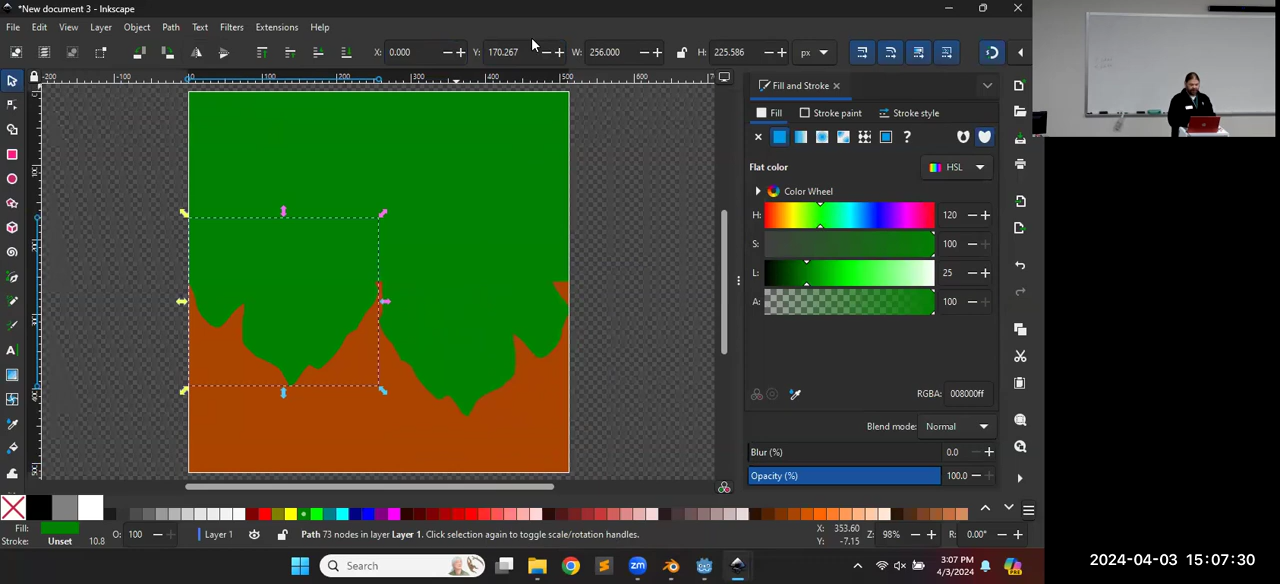 *New document 3 - Inkscape
File Edit View Layer Object Path Text Filters Extensions Help
X: 0.000 Y: 170.267 W: 256.000 H: 225.586 px
Fill and Stroke
Fill Stroke paint Stroke style
Flat color HSL
Color Wheel
H: 120
S: 100
L: 25
A: 100
RGBA: 008000ff
Blend mode: Normal
Blur (%) 0.0
Opacity (%) 100.0
Fill: Stroke: Unset 10.8 O: 100 Layer 1 Path 73 nodes in layer Layer 1. Click selection again to toggle scale/rotation handles. X: 353.60 Y: -7.15 Z: 98% R: 0.00°
Search zm 3:07 PM 4/3/2024
2024-04-03 15:07:30